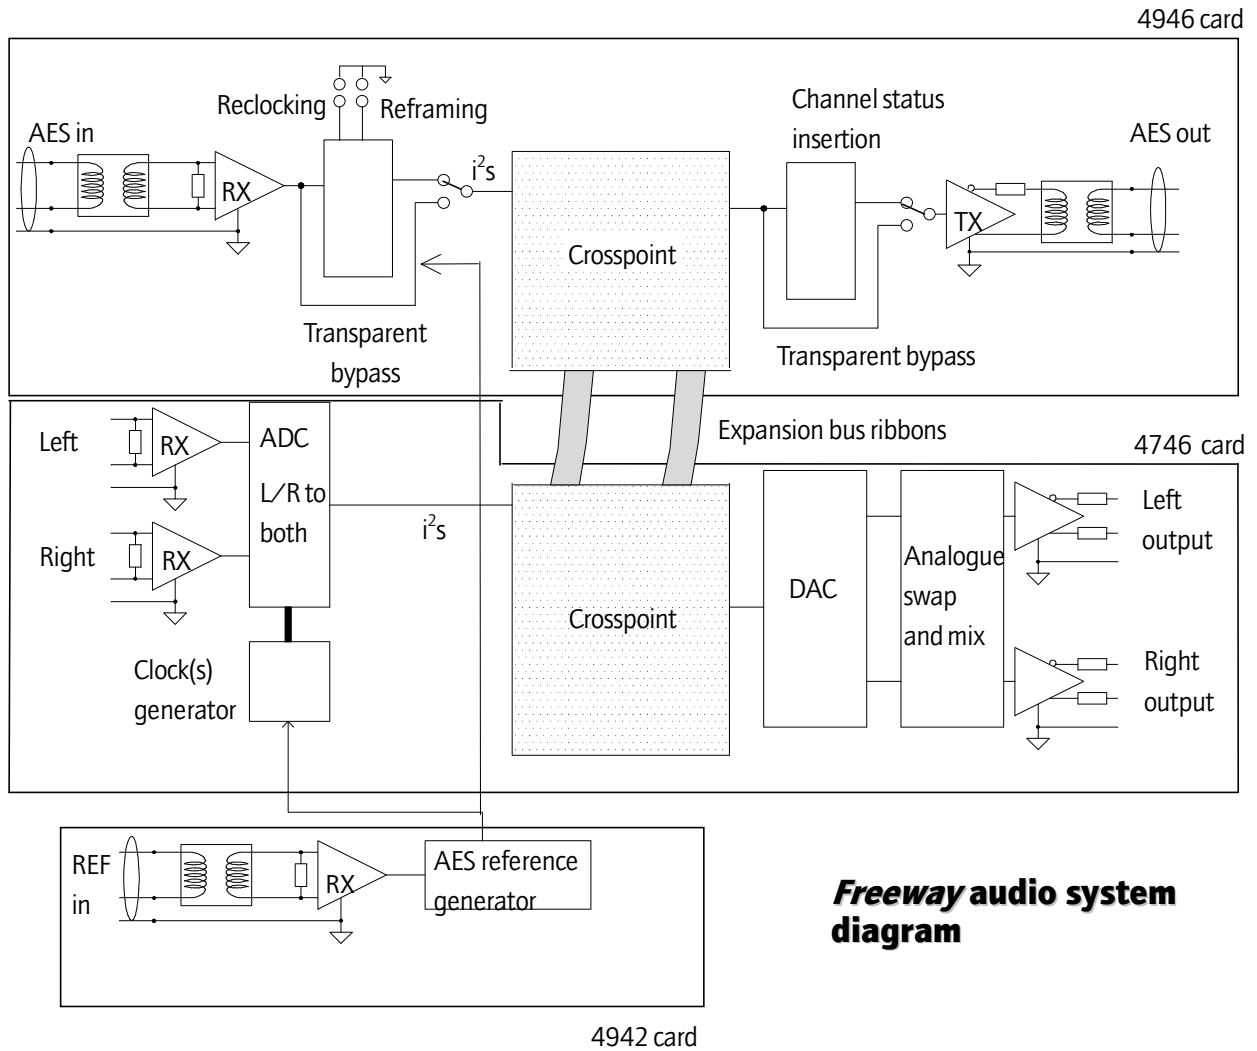 4946 card
Reclocking
Reframing
AES in
RX
i²s
Crosspoint
Channel status
insertion
AES out
TX
Transparent
bypass
Transparent bypass
Expansion bus ribbons
4746 card
Left
RX
Right
RX
ADC
L/R to
both
i²s
Clock(s)
generator
Crosspoint
DAC
Analogue
swap
and mix
Left
output
Right
output
REF
in
RX
AES reference
generator
Freeway audio system
diagram
4942 card